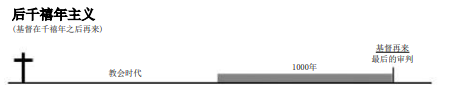 后千禧年主义
(基督在千禧年之后再来)
基督再来
最后的审判
1000年
教会时代